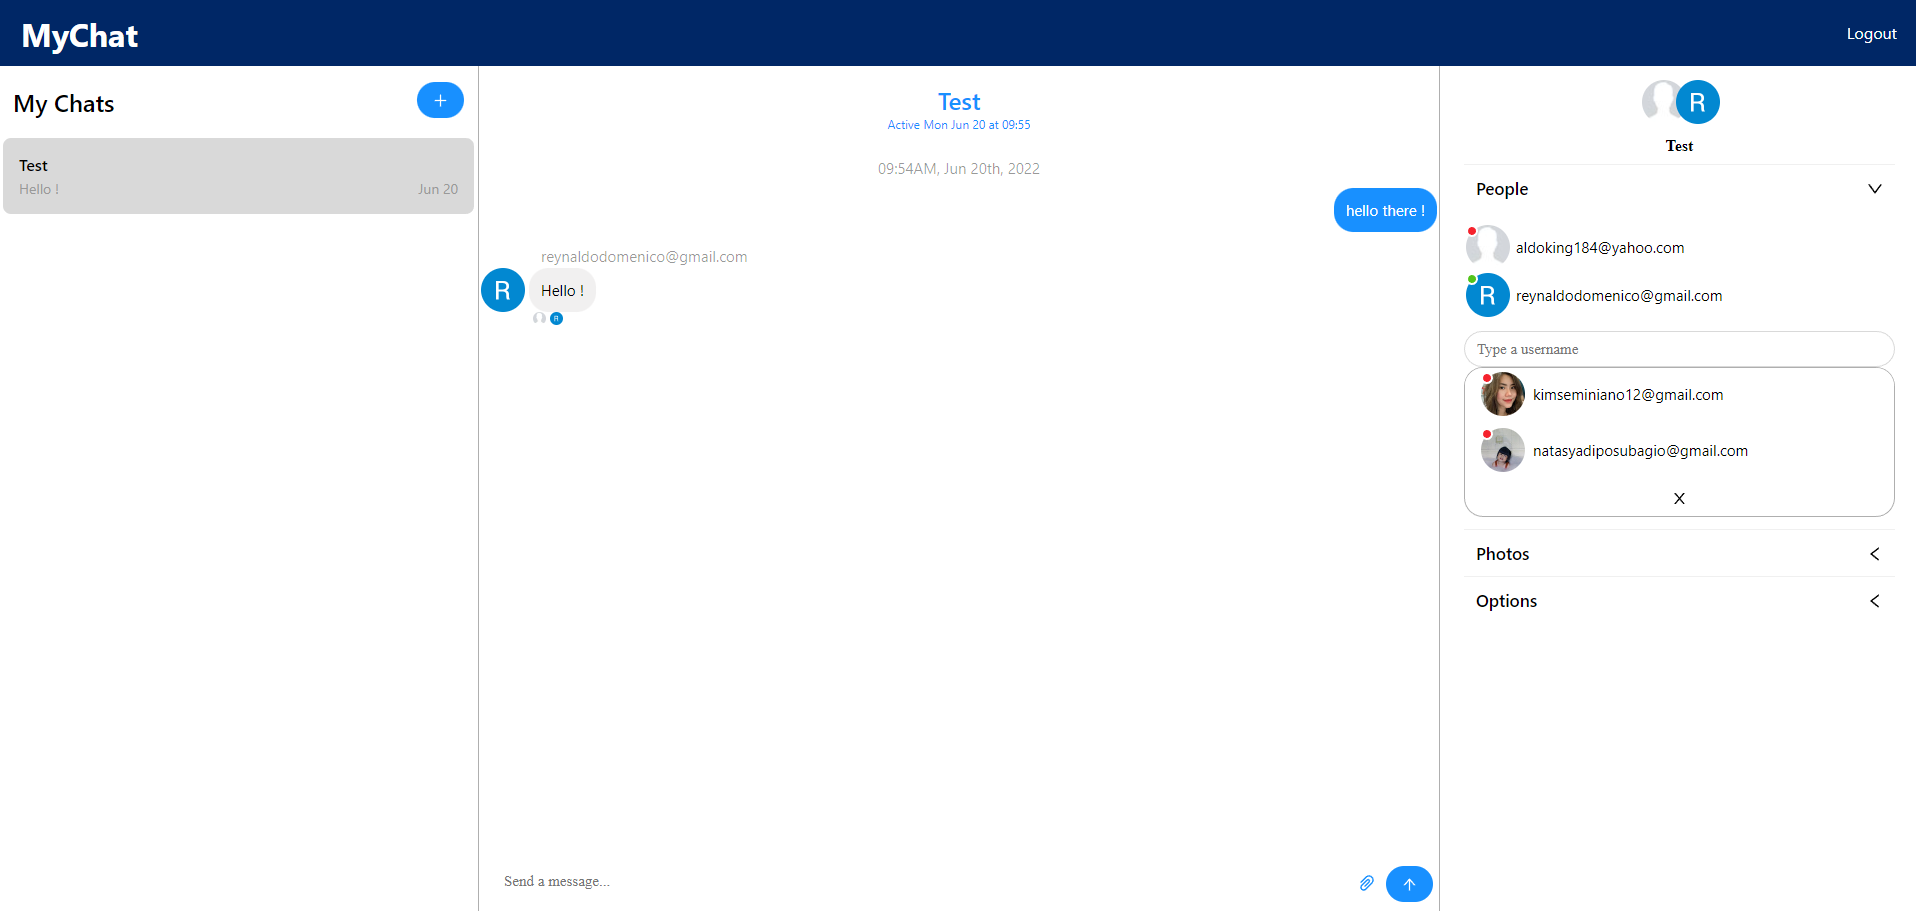 MyChat
Logout
My Chats
+
Test
Hello !
Jun 20
Test
Active Mon Jun 20 at 09:55
09:54AM, Jun 20th, 2022
hello there !
reynaldodomenico@gmail.com
R
Hello !
R
Send a message...
R
Test
People
aldoking184@yahoo.com
R
reynaldodomenico@gmail.com
Type a username
kimseminiano12@gmail.com
natasyadiposubagio@gmail.com
X
Photos
Options